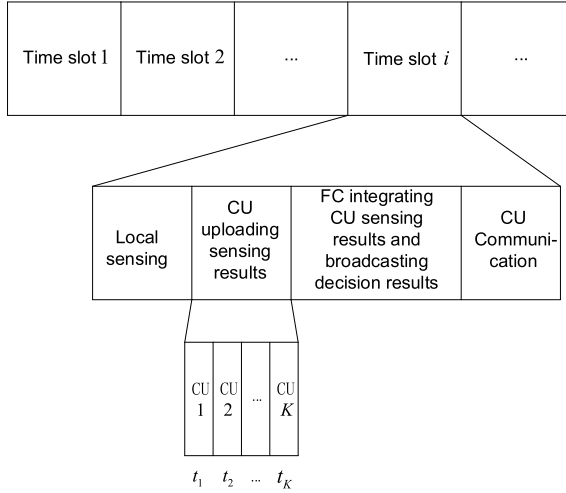 Time slot 1
Time slot 2
...
Time slot i
...
Local
sensing
CU
uploading
sensing
results
FC integrating
CU sensing
results and
broadcasting
decision results
CU
Communi-
cation
CU
1
CU
2
...
CU
K
t1 t2 ... tK